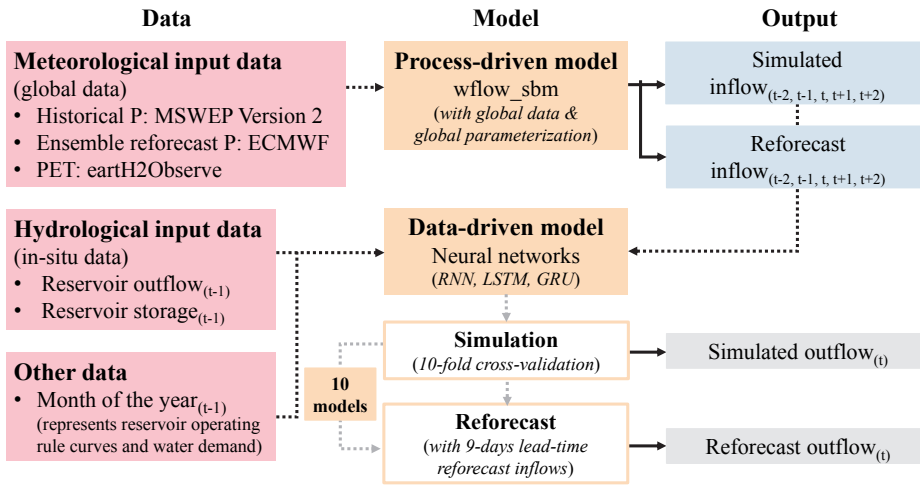 Data
Model
Output
Meteorological input data
(global data)
• Historical P: MSWEP Version 2
• Ensemble reforecast P: ECMWF
• PET: eartH2Observe
Process-driven model
wflow_sbm
(with global data &
global parameterization)
Simulated
inflow(t-2, t-1, t, t+1, t+2)
Reforecast
inflow(t-2, t-1, t, t+1, t+2)
Hydrological input data
(in-situ data)
• Reservoir outflow(t-1)
• Reservoir storage(t-1)
Data-driven model
Neural networks
(RNN, LSTM, GRU)
Simulation
(10-fold cross-validation)
Simulated outflow(t)
Other data
• Month of the year(t-1)
(represents reservoir operating
rule curves and water demand)
10
models
Reforecast
(with 9-days lead-time
reforecast inflows)
Reforecast outflow(t)